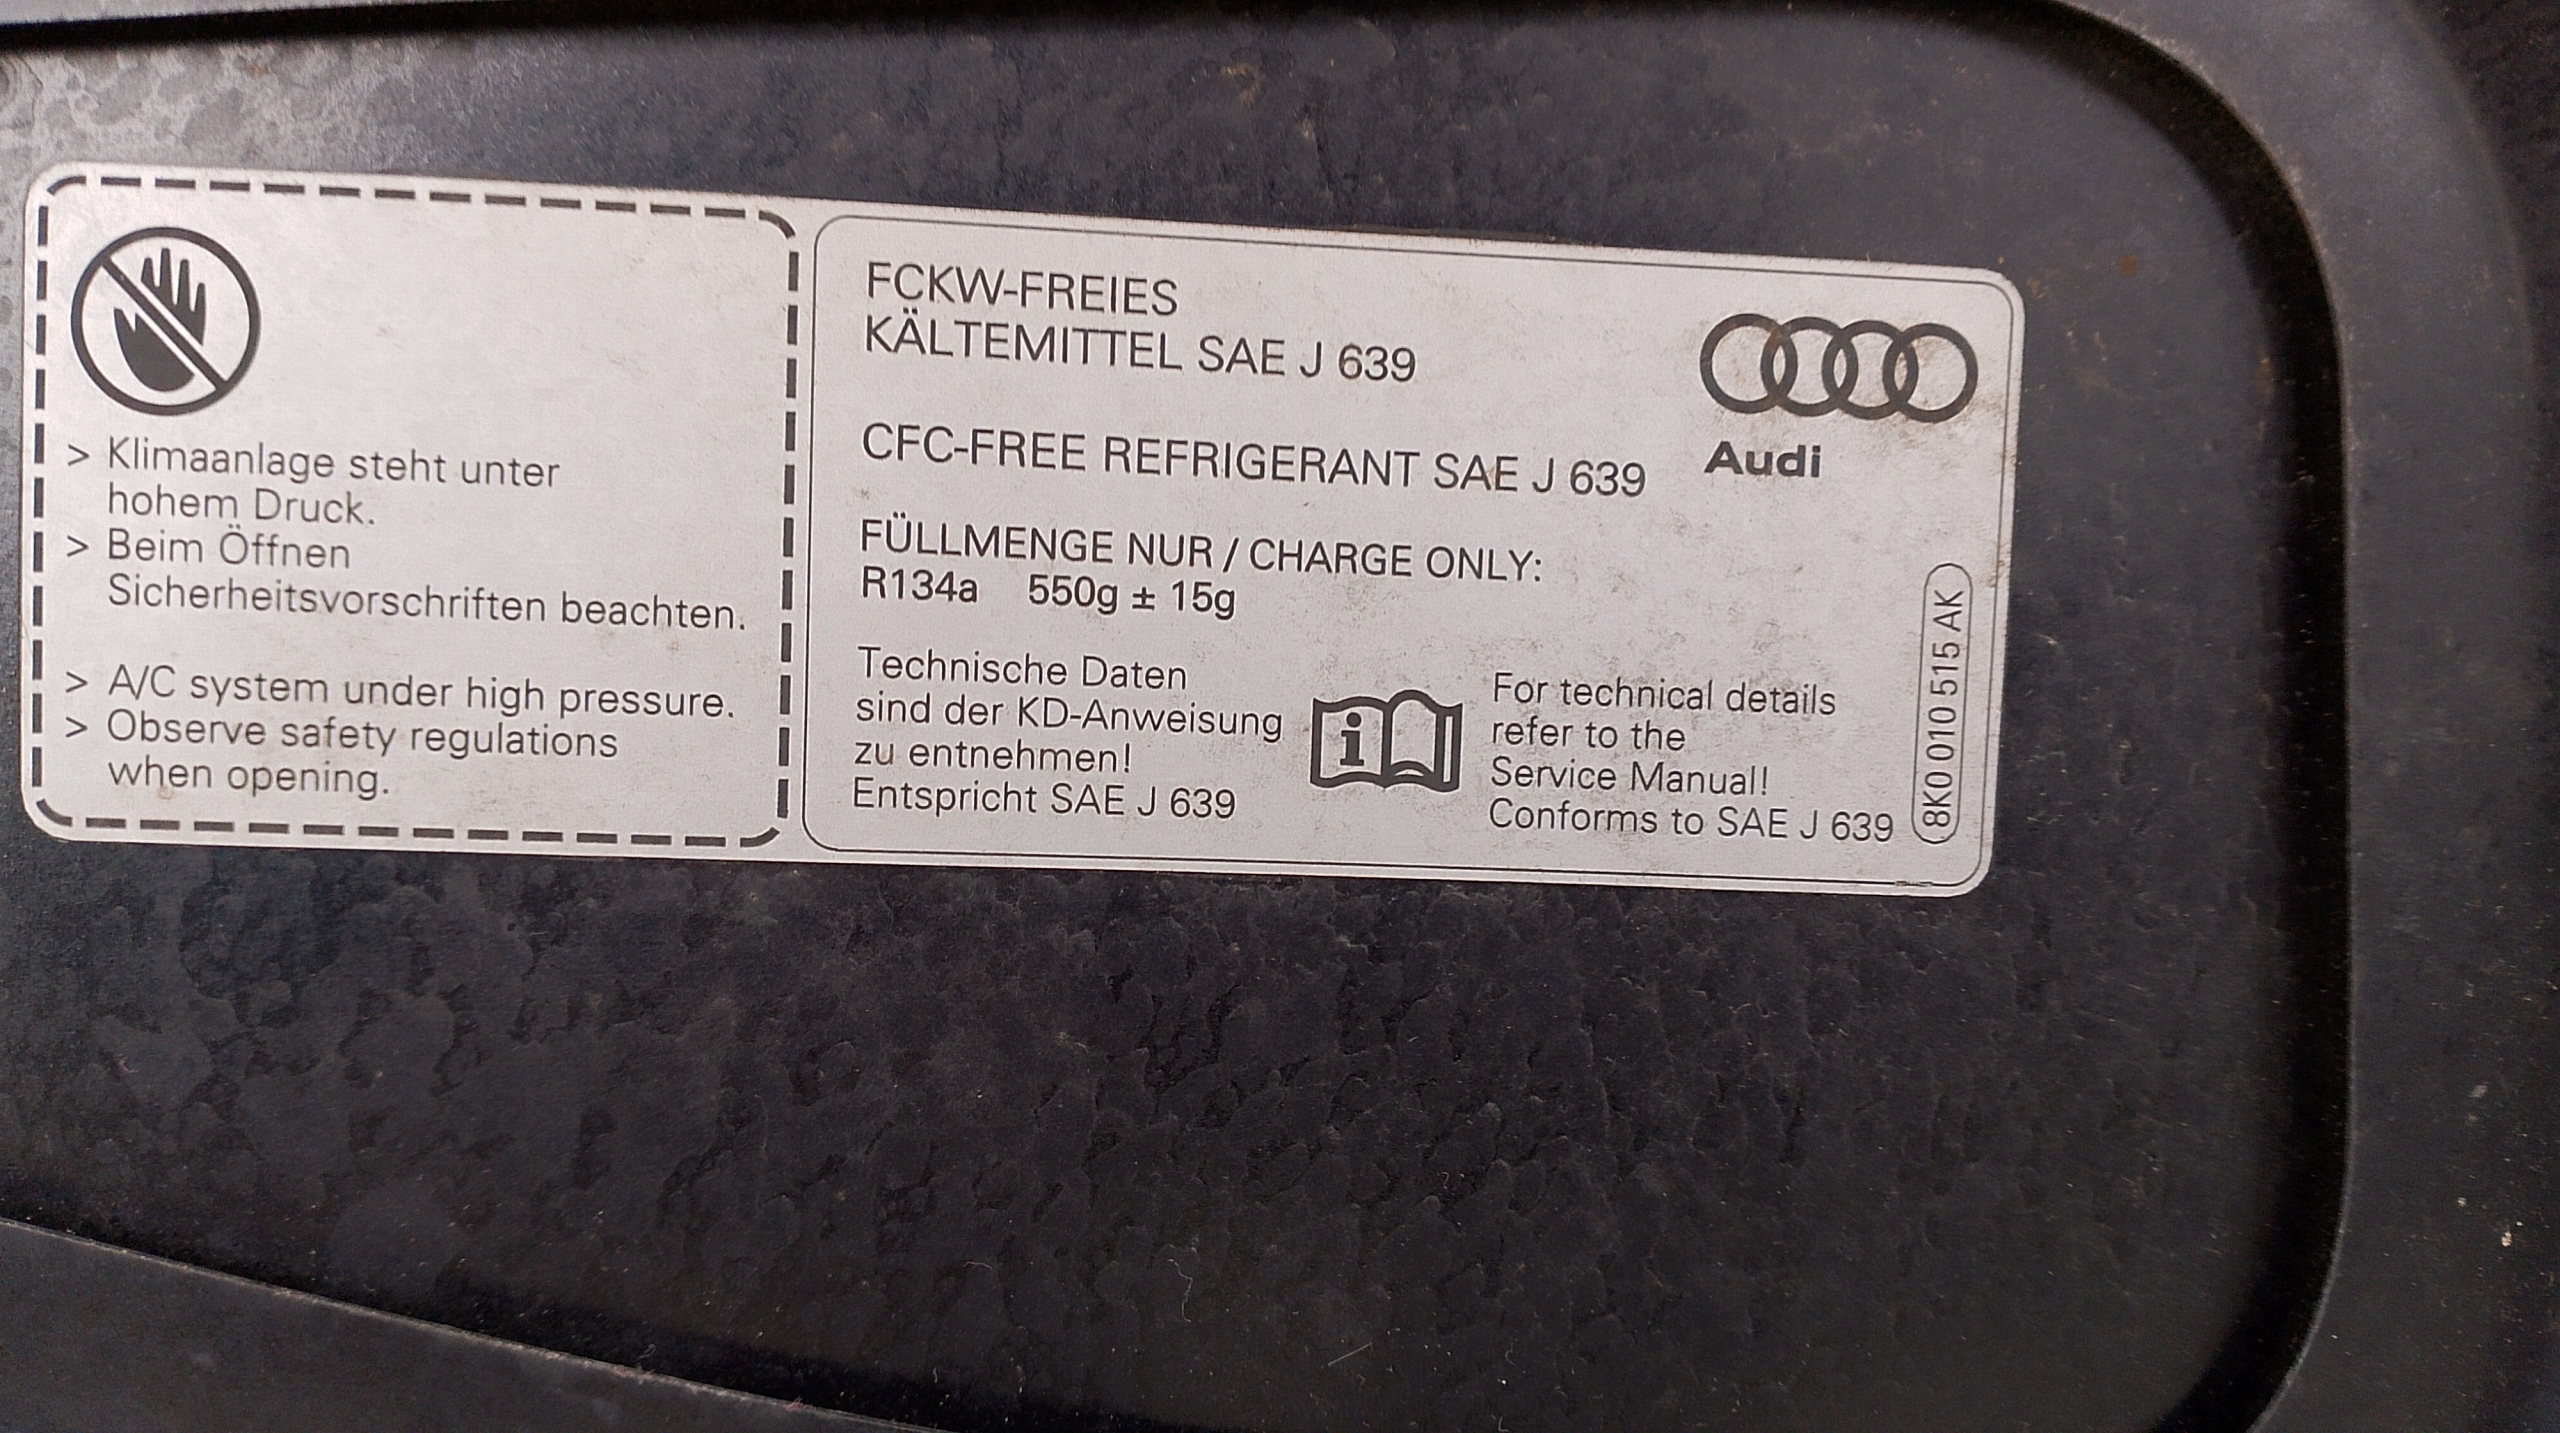 > Klimaanlage steht unter
hohem Druck.
> Beim Öffnen
Sicherheitsvorschriften beachten.
> A/C system under high pressure.
> Observe safety regulations
when opening.
FCKW-FREIES
KÄLTEMITTEL SAE J 639
CFC-FREE REFRIGERANT SAE J 639
Audi
FÜLLMENGE NUR / CHARGE ONLY:
R134a 550g ± 15g
Technische Daten
sind der KD-Anweisung
zu entnehmen!
Entspricht SAE J 639
i
For technical details
refer to the
Service Manual!
Conforms to SAE J 639
8K0 010 515 AK